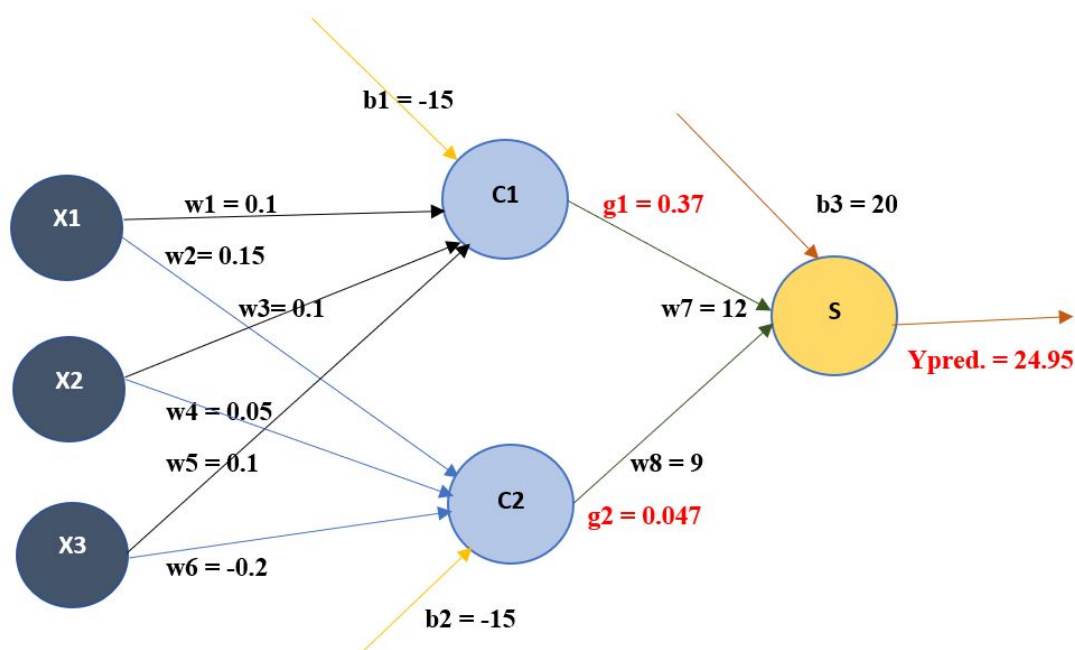 b1 = -15
X1
w1 = 0.1
C1
g1 = 0.37
b3 = 20
w2= 0.15
w3= 0.1
w7 = 12
S
X2
Ypred. = 24.95
w4 = 0.05
w5 = 0.1
w8 = 9
C2
g2 = 0.047
X3
w6 = -0.2
b2 = -15